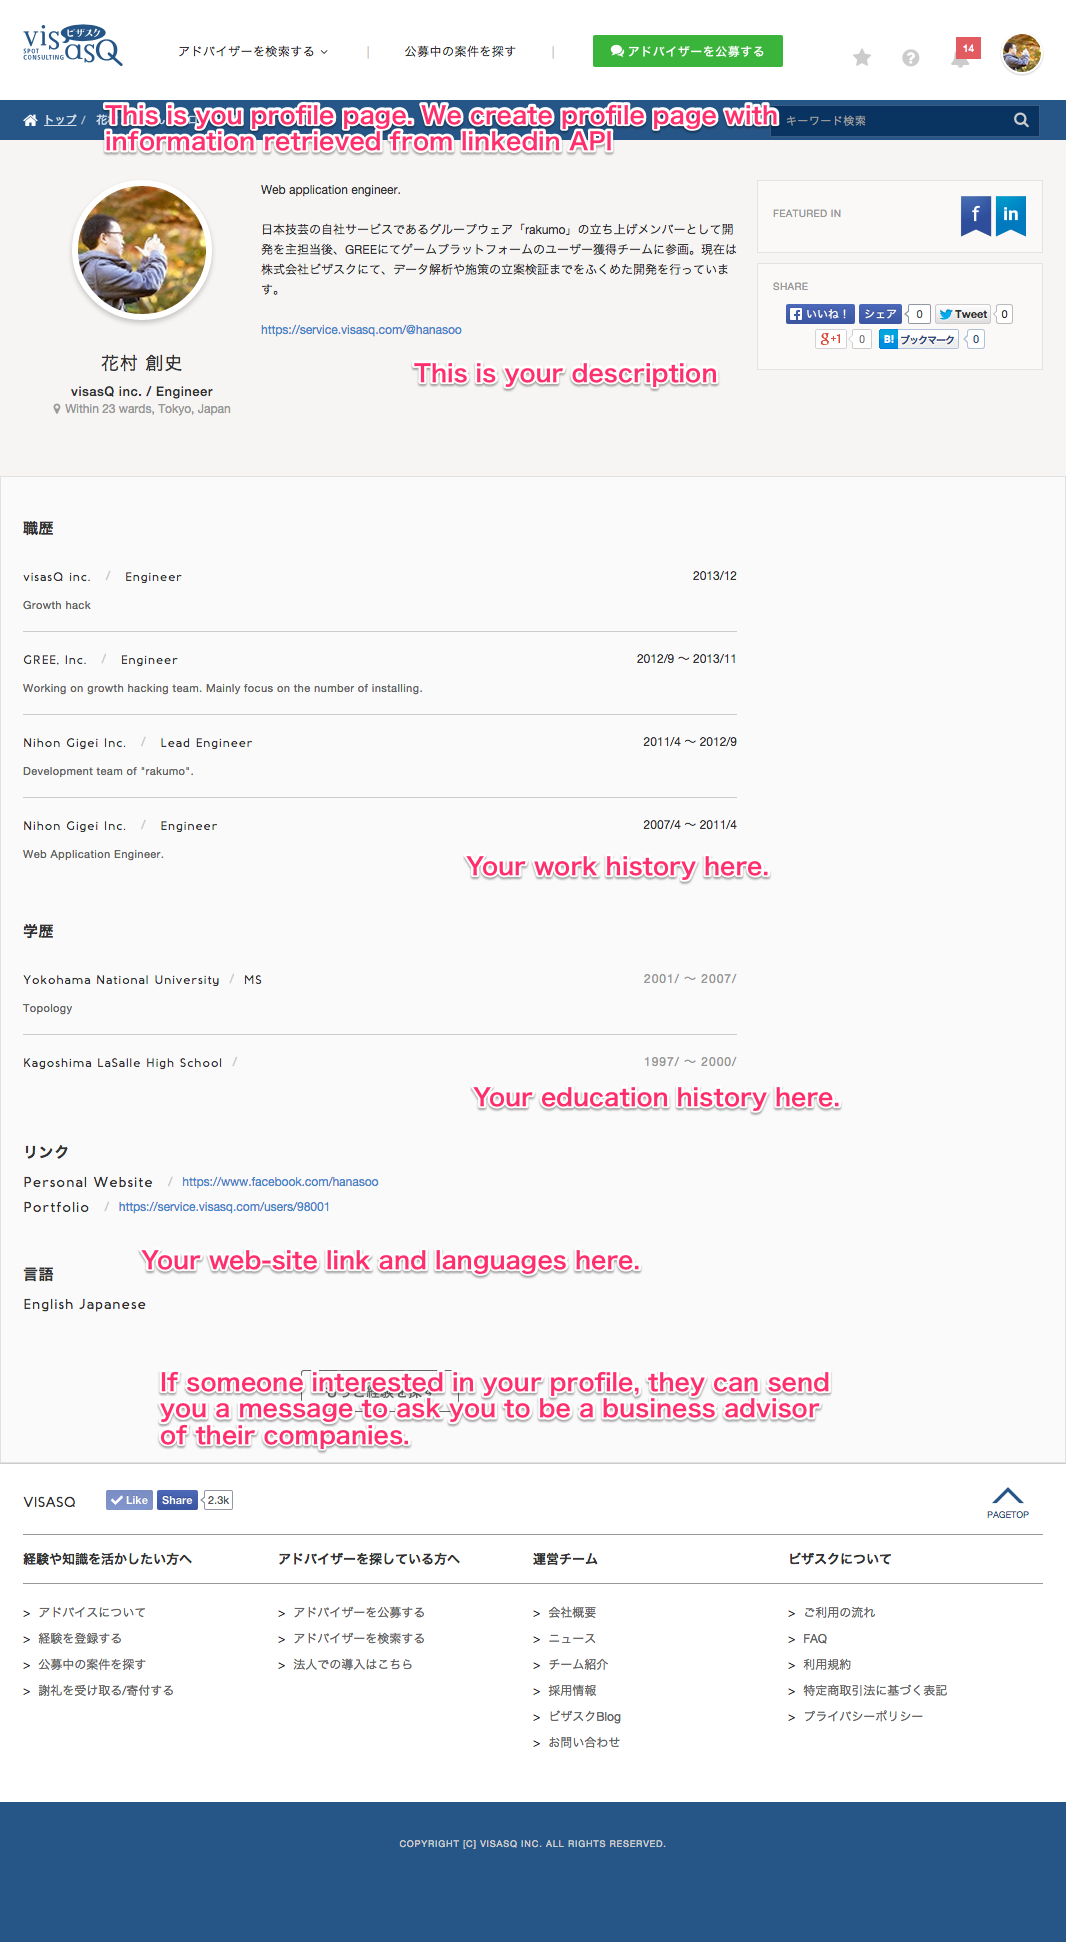 visasQ
ビザスク
SPOT
CONSULTING
アドバイザーを検索する
公募中の案件を探す
アドバイザーを公募する
14
トップ /
キーワード検索
This is you profile page. We create profile page with
information retrieved from linkedin API
Web application engineer.
日本技芸の自社サービスであるグループウェア「rakumo」の立ち上げメンバーとして開
発を主担当後、GREEにてゲームプラットフォームのユーザー獲得チームに参画。現在は
株式会社ビザスクにて、データ解析や施策の立案検証までをふくめた開発を行っていま
す。
https://service.visasq.com/@hanasoo
This is your description
花村 創史
visasQ inc. / Engineer
Within 23 wards, Tokyo, Japan
FEATURED IN
f in
SHARE
いいね！ シェア 0 Tweet 0
g+1 0 B! ブックマーク 0
職歴
visasQ inc. / Engineer 2013/12
Growth hack
GREE, Inc. / Engineer 2012/9 〜 2013/11
Working on growth hacking team. Mainly focus on the number of installing.
Nihon Gigei Inc. / Lead Engineer 2011/4 〜 2012/9
Development team of "rakumo".
Nihon Gigei Inc. / Engineer 2007/4 〜 2011/4
Web Application Engineer.
Your work history here.
学歴
Yokohama National University / MS 2001/ 〜 2007/
Topology
Kagoshima LaSalle High School / 1997/ 〜 2000/
Your education history here.
リンク
Personal Website / https://www.facebook.com/hanasoo
Portfolio / https://service.visasq.com/users/98001
Your web-site link and languages here.
言語
English Japanese
If someone interested in your profile, they can send
you a message to ask you to be a business advisor
of their companies.
VISASQ Like Share 2.3k
PAGETOP
経験や知識を活かしたい方へ
> アドバイスについて
> 経験を登録する
> 公募中の案件を探す
> 謝礼を受け取る/寄付する
アドバイザーを探している方へ
> アドバイザーを公募する
> アドバイザーを検索する
> 法人での導入はこちら
運営チーム
> 会社概要
> ニュース
> チーム紹介
> 採用情報
> ビザスクBlog
> お問い合わせ
ビザスクについて
> ご利用の流れ
> FAQ
> 利用規約
> 特定商取引法に基づく表記
> プライバシーポリシー
COPYRIGHT [C] VISASQ INC. ALL RIGHTS RESERVED.